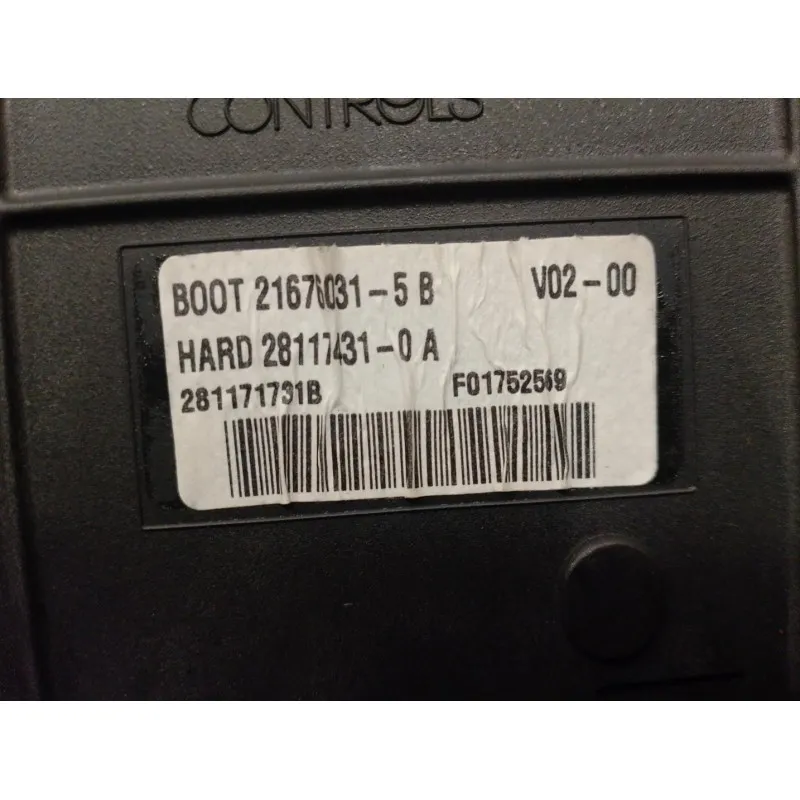 CONTROLS
BOOT 21676031-5 B V02-00
HARD 28117431-0 A
281171731B F01752569